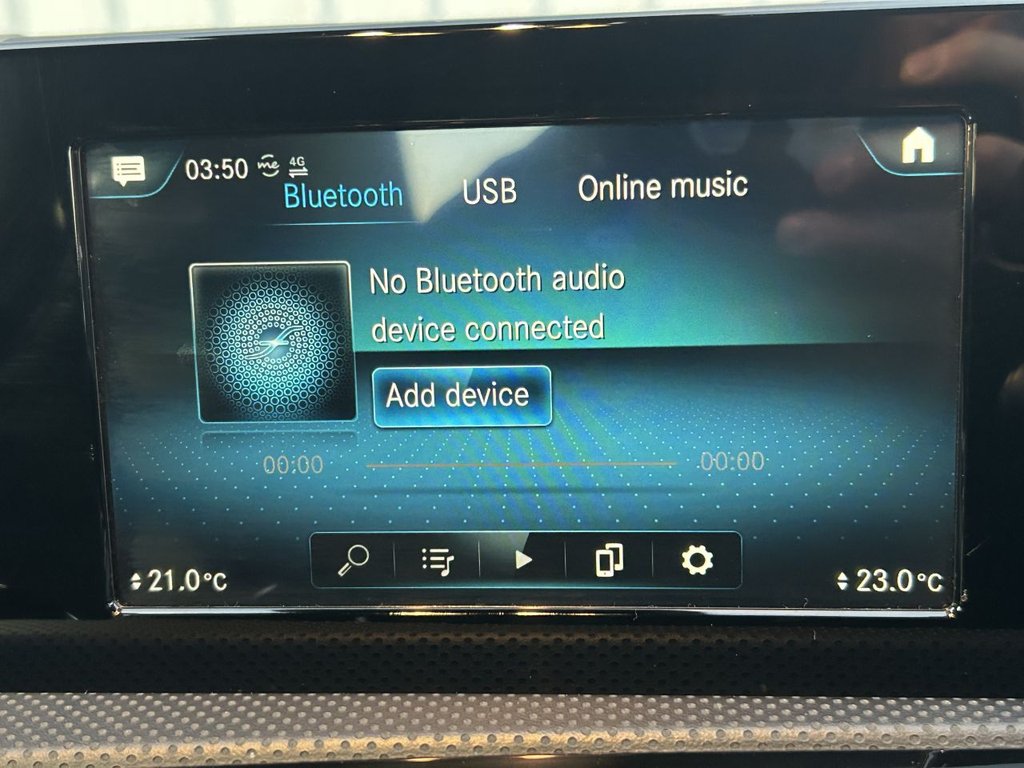 03:50 me 4G
Bluetooth USB Online music
No Bluetooth audio
device connected
Add device
00:00 00:00
21.0°C 23.0°C